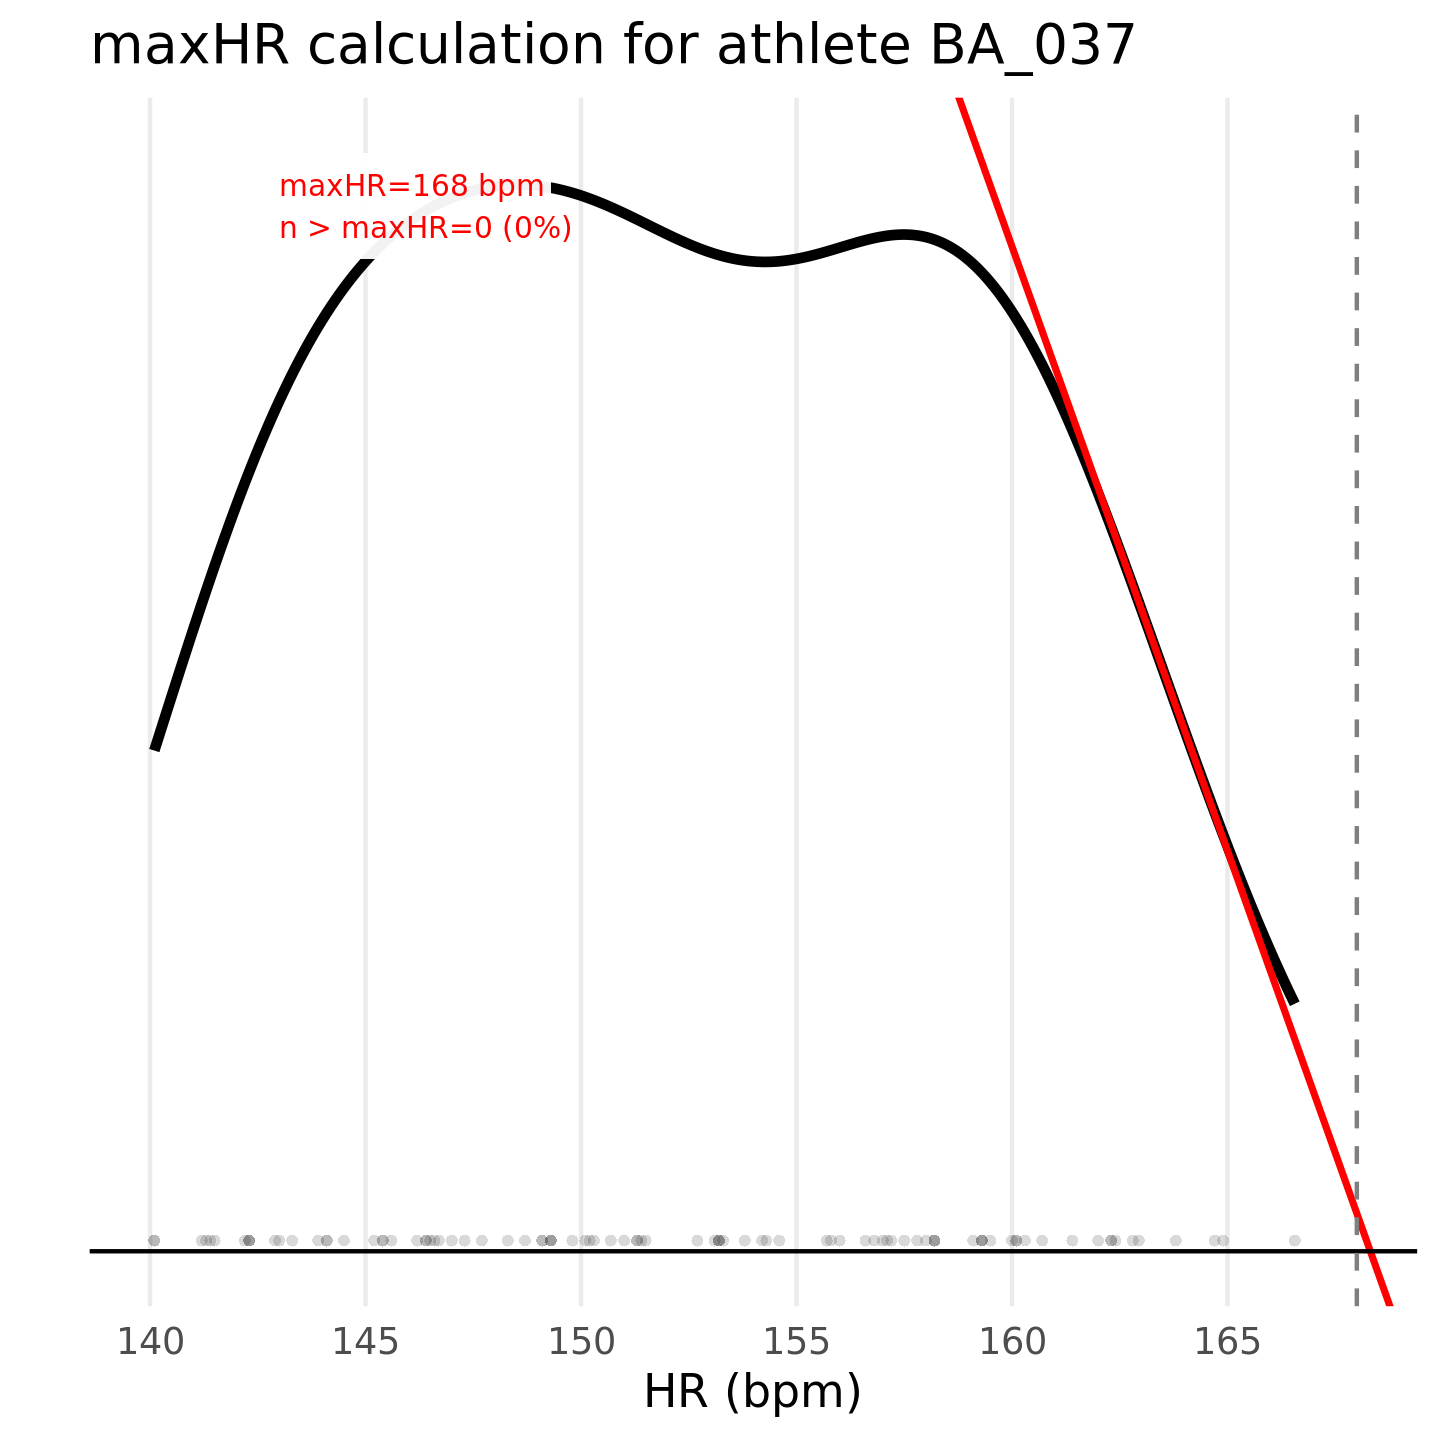 maxHR calculation for athlete BA_037
maxHR=168 bpm
n > maxHR=0 (0%)
140 145 150 155 160 165
HR (bpm)